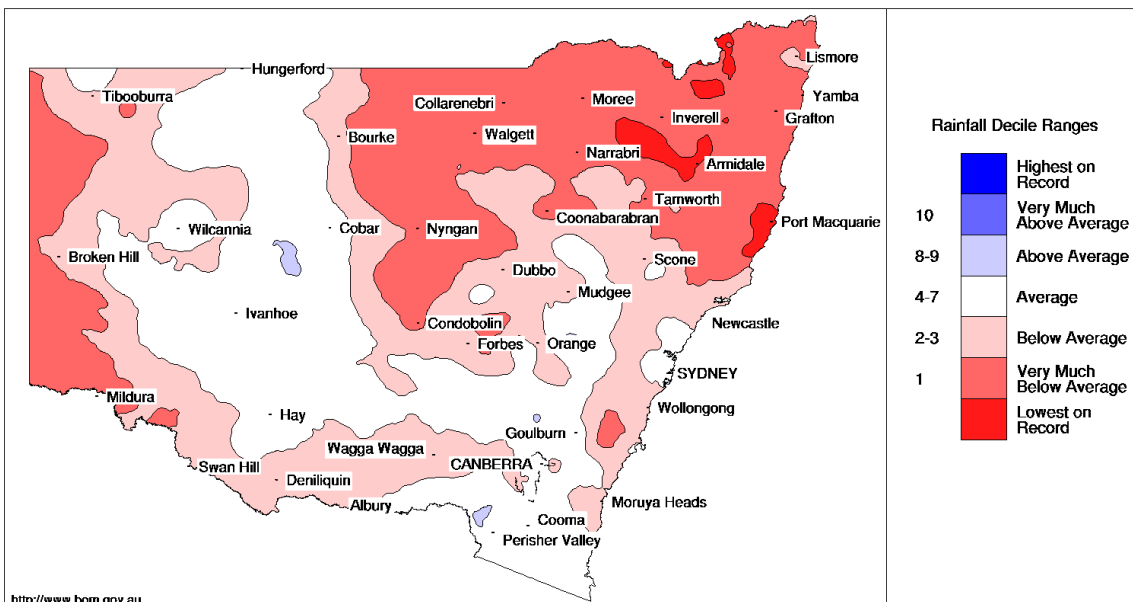 Hungerford
Lismore
Tibooburra
Collarenebri
Moree
Yamba
Inverell
Grafton
Bourke
Walgett
Narrabri
Armidale
Tamworth
Coonabarabran
Port Macquarie
Wilcannia
Cobar
Nyngan
Broken Hill
Scone
Dubbo
Mudgee
Ivanhoe
Newcastle
Condobolin
Forbes
Orange
SYDNEY
Mildura
Wollongong
Hay
Goulburn
Wagga Wagga
CANBERRA
Swan Hill
Deniliquin
Albury
Moruya Heads
Cooma
Perisher Valley
http://www.bom.gov.au
Rainfall Decile Ranges
Highest on
Record
10
Very Much
Above Average
8-9
Above Average
4-7
Average
2-3
Below Average
1
Very Much
Below Average
Lowest on
Record